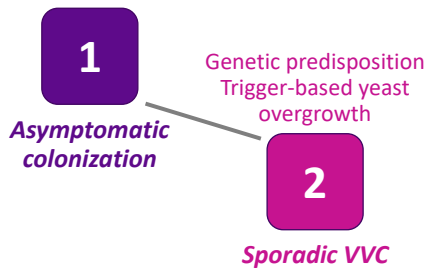 1
Asymptomatic
colonization
Genetic predisposition
Trigger-based yeast
overgrowth
2
Sporadic VVC